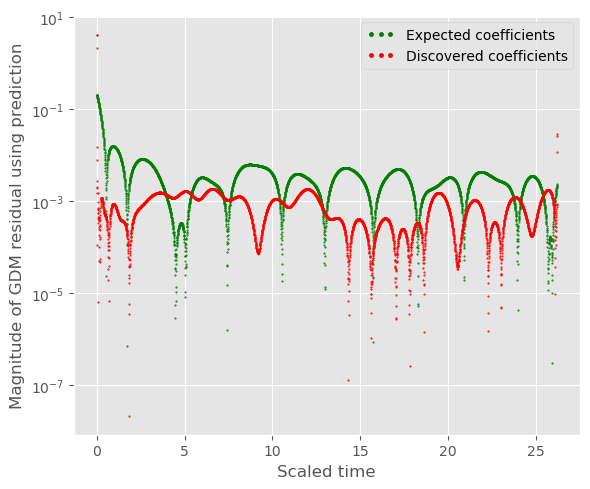 Expected coefficients
Discovered coefficients
Magnitude of GDM residual using prediction
10^1
10^-1
10^-3
10^-5
10^-7
0 5 10 15 20 25
Scaled time